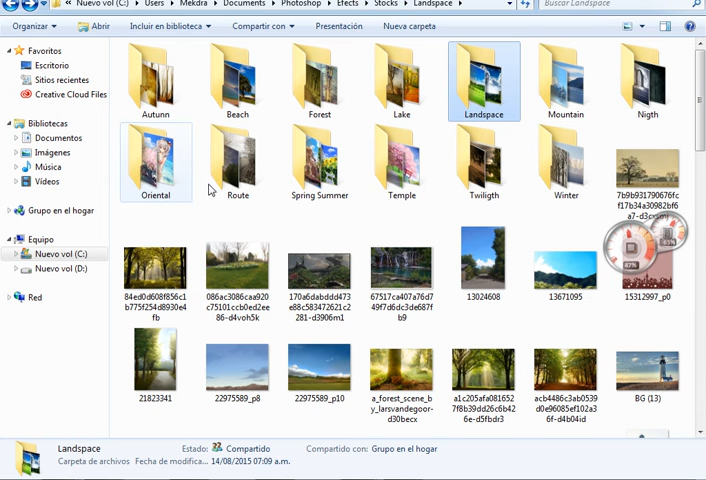 « Nuevo vol (C:) ▸ Users ▸ Mekdra ▸ Documents ▸ Photoshop ▸ Efects ▸ Stocks ▸ Landspace ▸
Buscar Landspace
Organizar Abrir Incluir en biblioteca Compartir con Presentación Nueva carpeta
Favoritos
Escritorio
Sitios recientes
Creative Cloud Files
Bibliotecas
Documentos
Imágenes
Música
Vídeos
Grupo en el hogar
Equipo
Nuevo vol (C:)
Nuevo vol (D:)
Red
Autunn Beach Forest Lake Landspace Mountain Nigth
Oriental Route Spring Summer Temple Twiligth Winter
7b9b931790676fc
f17b34a30982bf6
47%
63%
84ed0d608f856c1
b775f254d8930e4
fb
086ac3086caa920
c75101ccb0ed2ee
86-d4voh5k
170a6dabddd473
e88c583472621c2
281-d3906m1
67517ca407a76d7
49f7d6dc3de687f
b9
13024608
13671095
15312997_p0
21823341
22975589_p8
22975589_p10
a_forest_scene_b
y_larsvandegoor-
d30becx
a1c205afa081652
7f8b39dd26c6b42
6e-d5fbdr3
acb4486c3ab0539
d0e96085ef102a3
6f-d4b04id
BG (13)
Landspace
Carpeta de archivos
Estado: Compartido
Fecha de modifica... 14/08/2015 07:09 a.m.
Compartido con: Grupo en el hogar